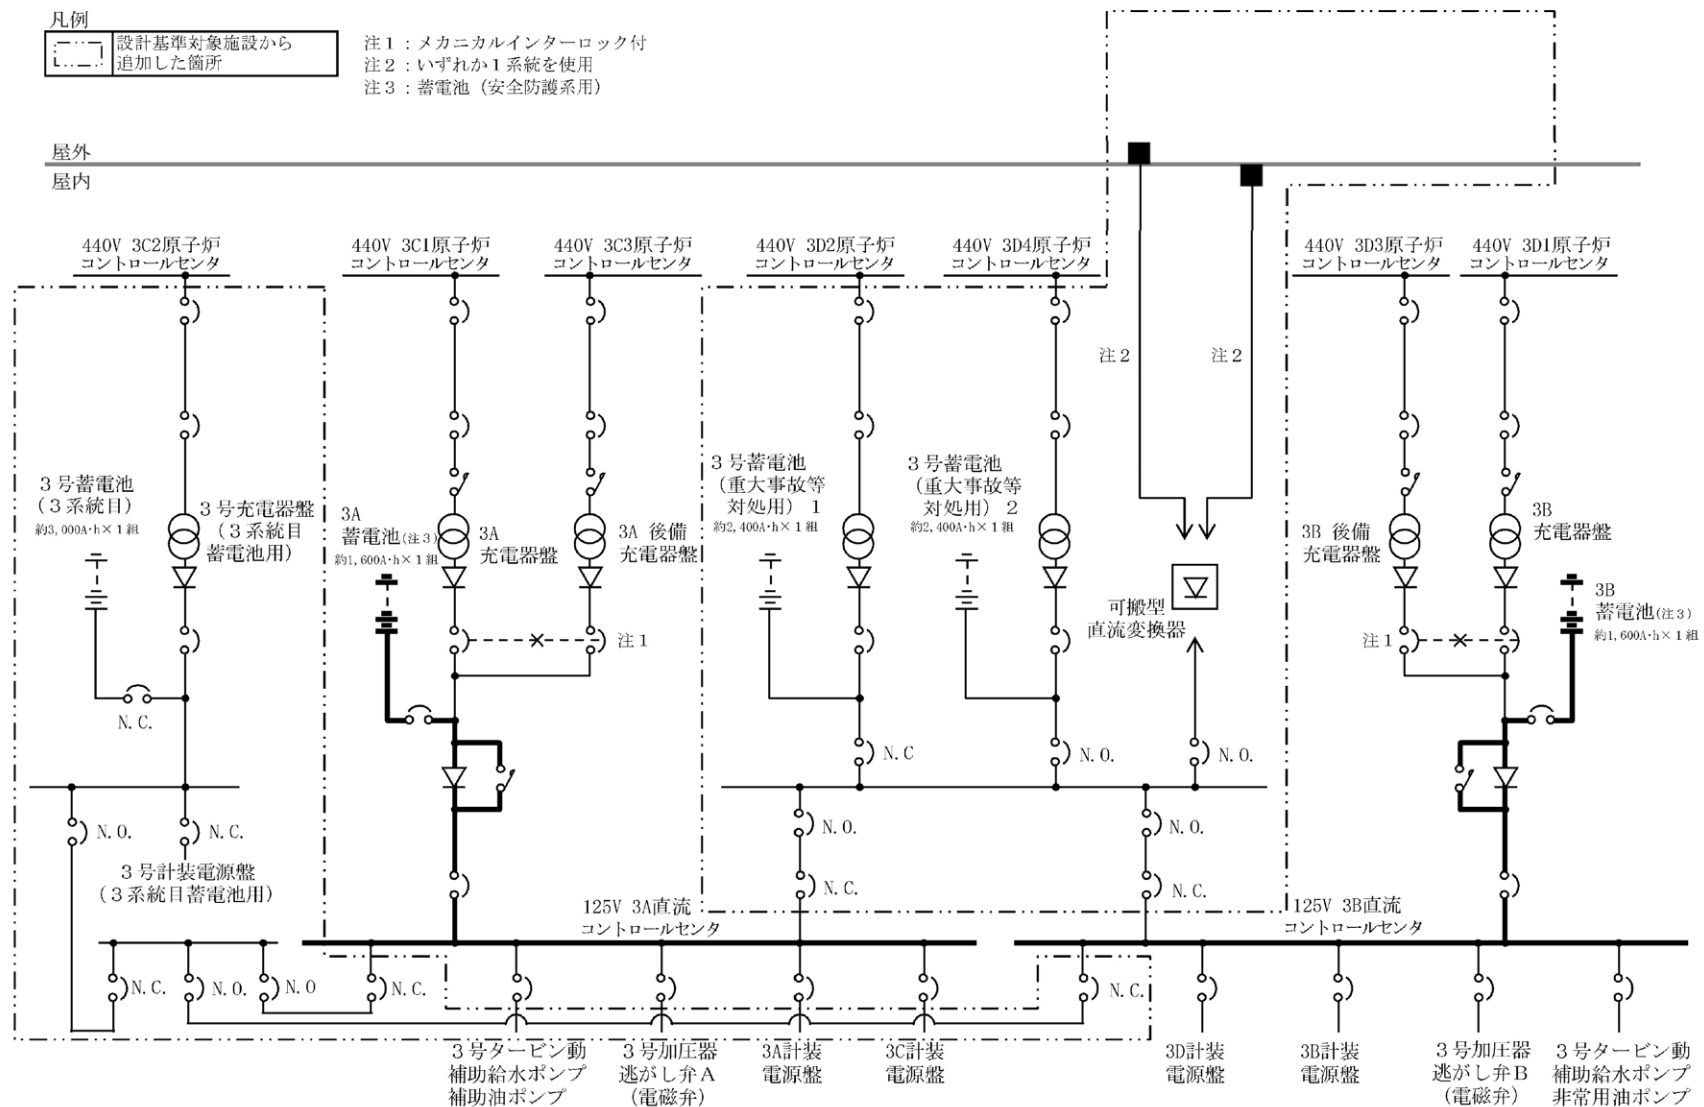 凡例
設計基準対象施設から
追加した箇所
注1：メカニカルインターロック付
注2：いずれか1系統を使用
注3：蓄電池（安全防護系用）
屋外
屋内
440V 3C2原子炉
コントロールセンタ
440V 3C1原子炉
コントロールセンタ
440V 3C3原子炉
コントロールセンタ
440V 3D2原子炉
コントロールセンタ
440V 3D4原子炉
コントロールセンタ
440V 3D3原子炉
コントロールセンタ
440V 3D1原子炉
コントロールセンタ
注2
注2
3号蓄電池
（3系統目）
約3,000A･h×1組
3号充電器盤
（3系統目
蓄電池用）
3A
蓄電池(注3)
約1,600A･h×1組
3A
充電器盤
3A 後備
充電器盤
3号蓄電池
（重大事故等
対処用）1
約2,400A･h×1組
3号蓄電池
（重大事故等
対処用）2
約2,400A･h×1組
可搬型
直流変換器
3B 後備
充電器盤
3B
充電器盤
3B
蓄電池(注3)
約1,600A･h×1組
注1
注1
N.C.
N.C
N.O.
N.O.
N.O.
N.C.
N.O.
N.O.
3号計装電源盤
（3系統目蓄電池用）
N.C.
N.C.
125V 3A直流
コントロールセンタ
125V 3B直流
コントロールセンタ
N.C.
N.O.
N.O
N.C.
N.C.
3号タービン動
補助給水ポンプ
補助油ポンプ
3号加圧器
逃がし弁A
(電磁弁)
3A計装
電源盤
3C計装
電源盤
3D計装
電源盤
3B計装
電源盤
3号加圧器
逃がし弁B
(電磁弁)
3号タービン動
補助給水ポンプ
非常用油ポンプ